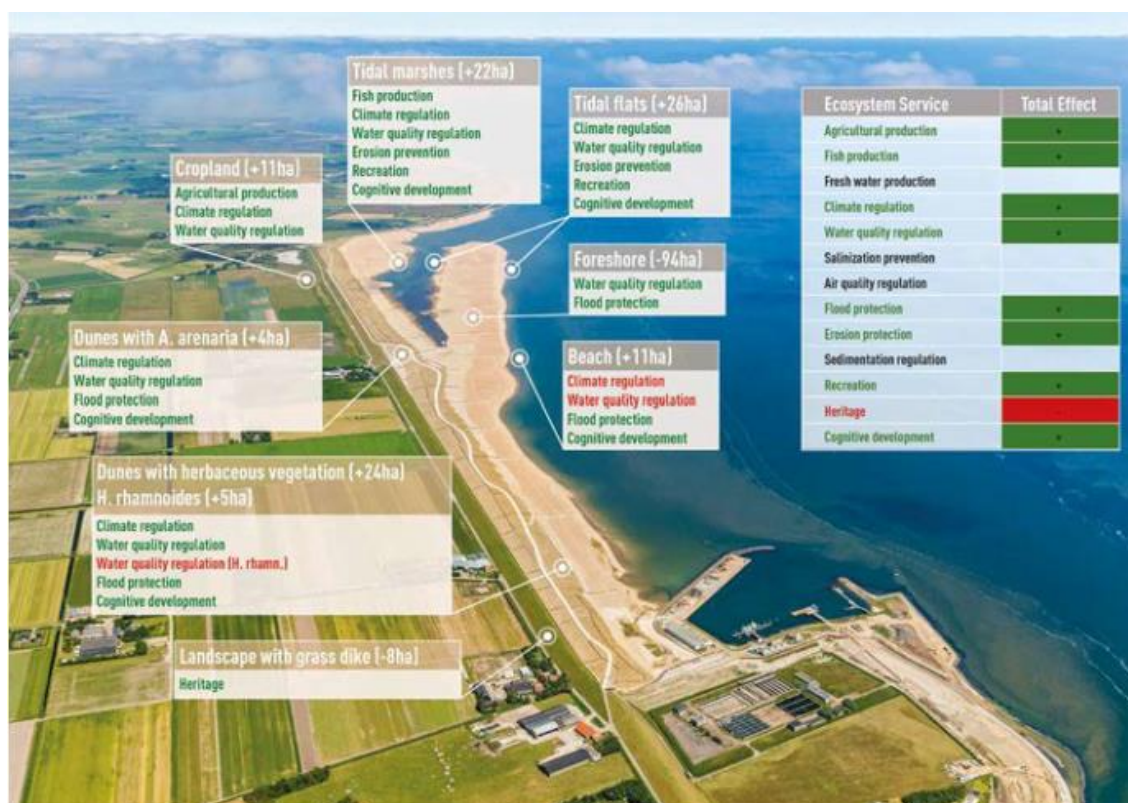 Tidal marshes (+22ha)
Fish production
Climate regulation
Water quality regulation
Erosion prevention
Recreation
Cognitive development
Tidal flats (+26ha)
Climate regulation
Water quality regulation
Erosion prevention
Recreation
Cognitive development
Cropland (+11ha)
Agricultural production
Climate regulation
Water quality regulation
Foreshore (-94ha)
Water quality regulation
Flood protection
Dunes with A. arenaria (+4ha)
Climate regulation
Water quality regulation
Flood protection
Cognitive development
Beach (+11ha)
Climate regulation
Water quality regulation
Flood protection
Cognitive development
Dunes with herbaceous vegetation (+24ha)
H. rhamnoides (+5ha)
Climate regulation
Water quality regulation
Water quality regulation (H. rhamn.)
Flood protection
Cognitive development
Landscape with grass dike (-8ha)
Heritage
Ecosystem Service Total Effect
Agricultural production +
Fish production +
Fresh water production
Climate regulation +
Water quality regulation +
Salinization prevention
Air quality regulation
Flood protection +
Erosion protection +
Sedimentation regulation
Recreation +
Heritage -
Cognitive development +